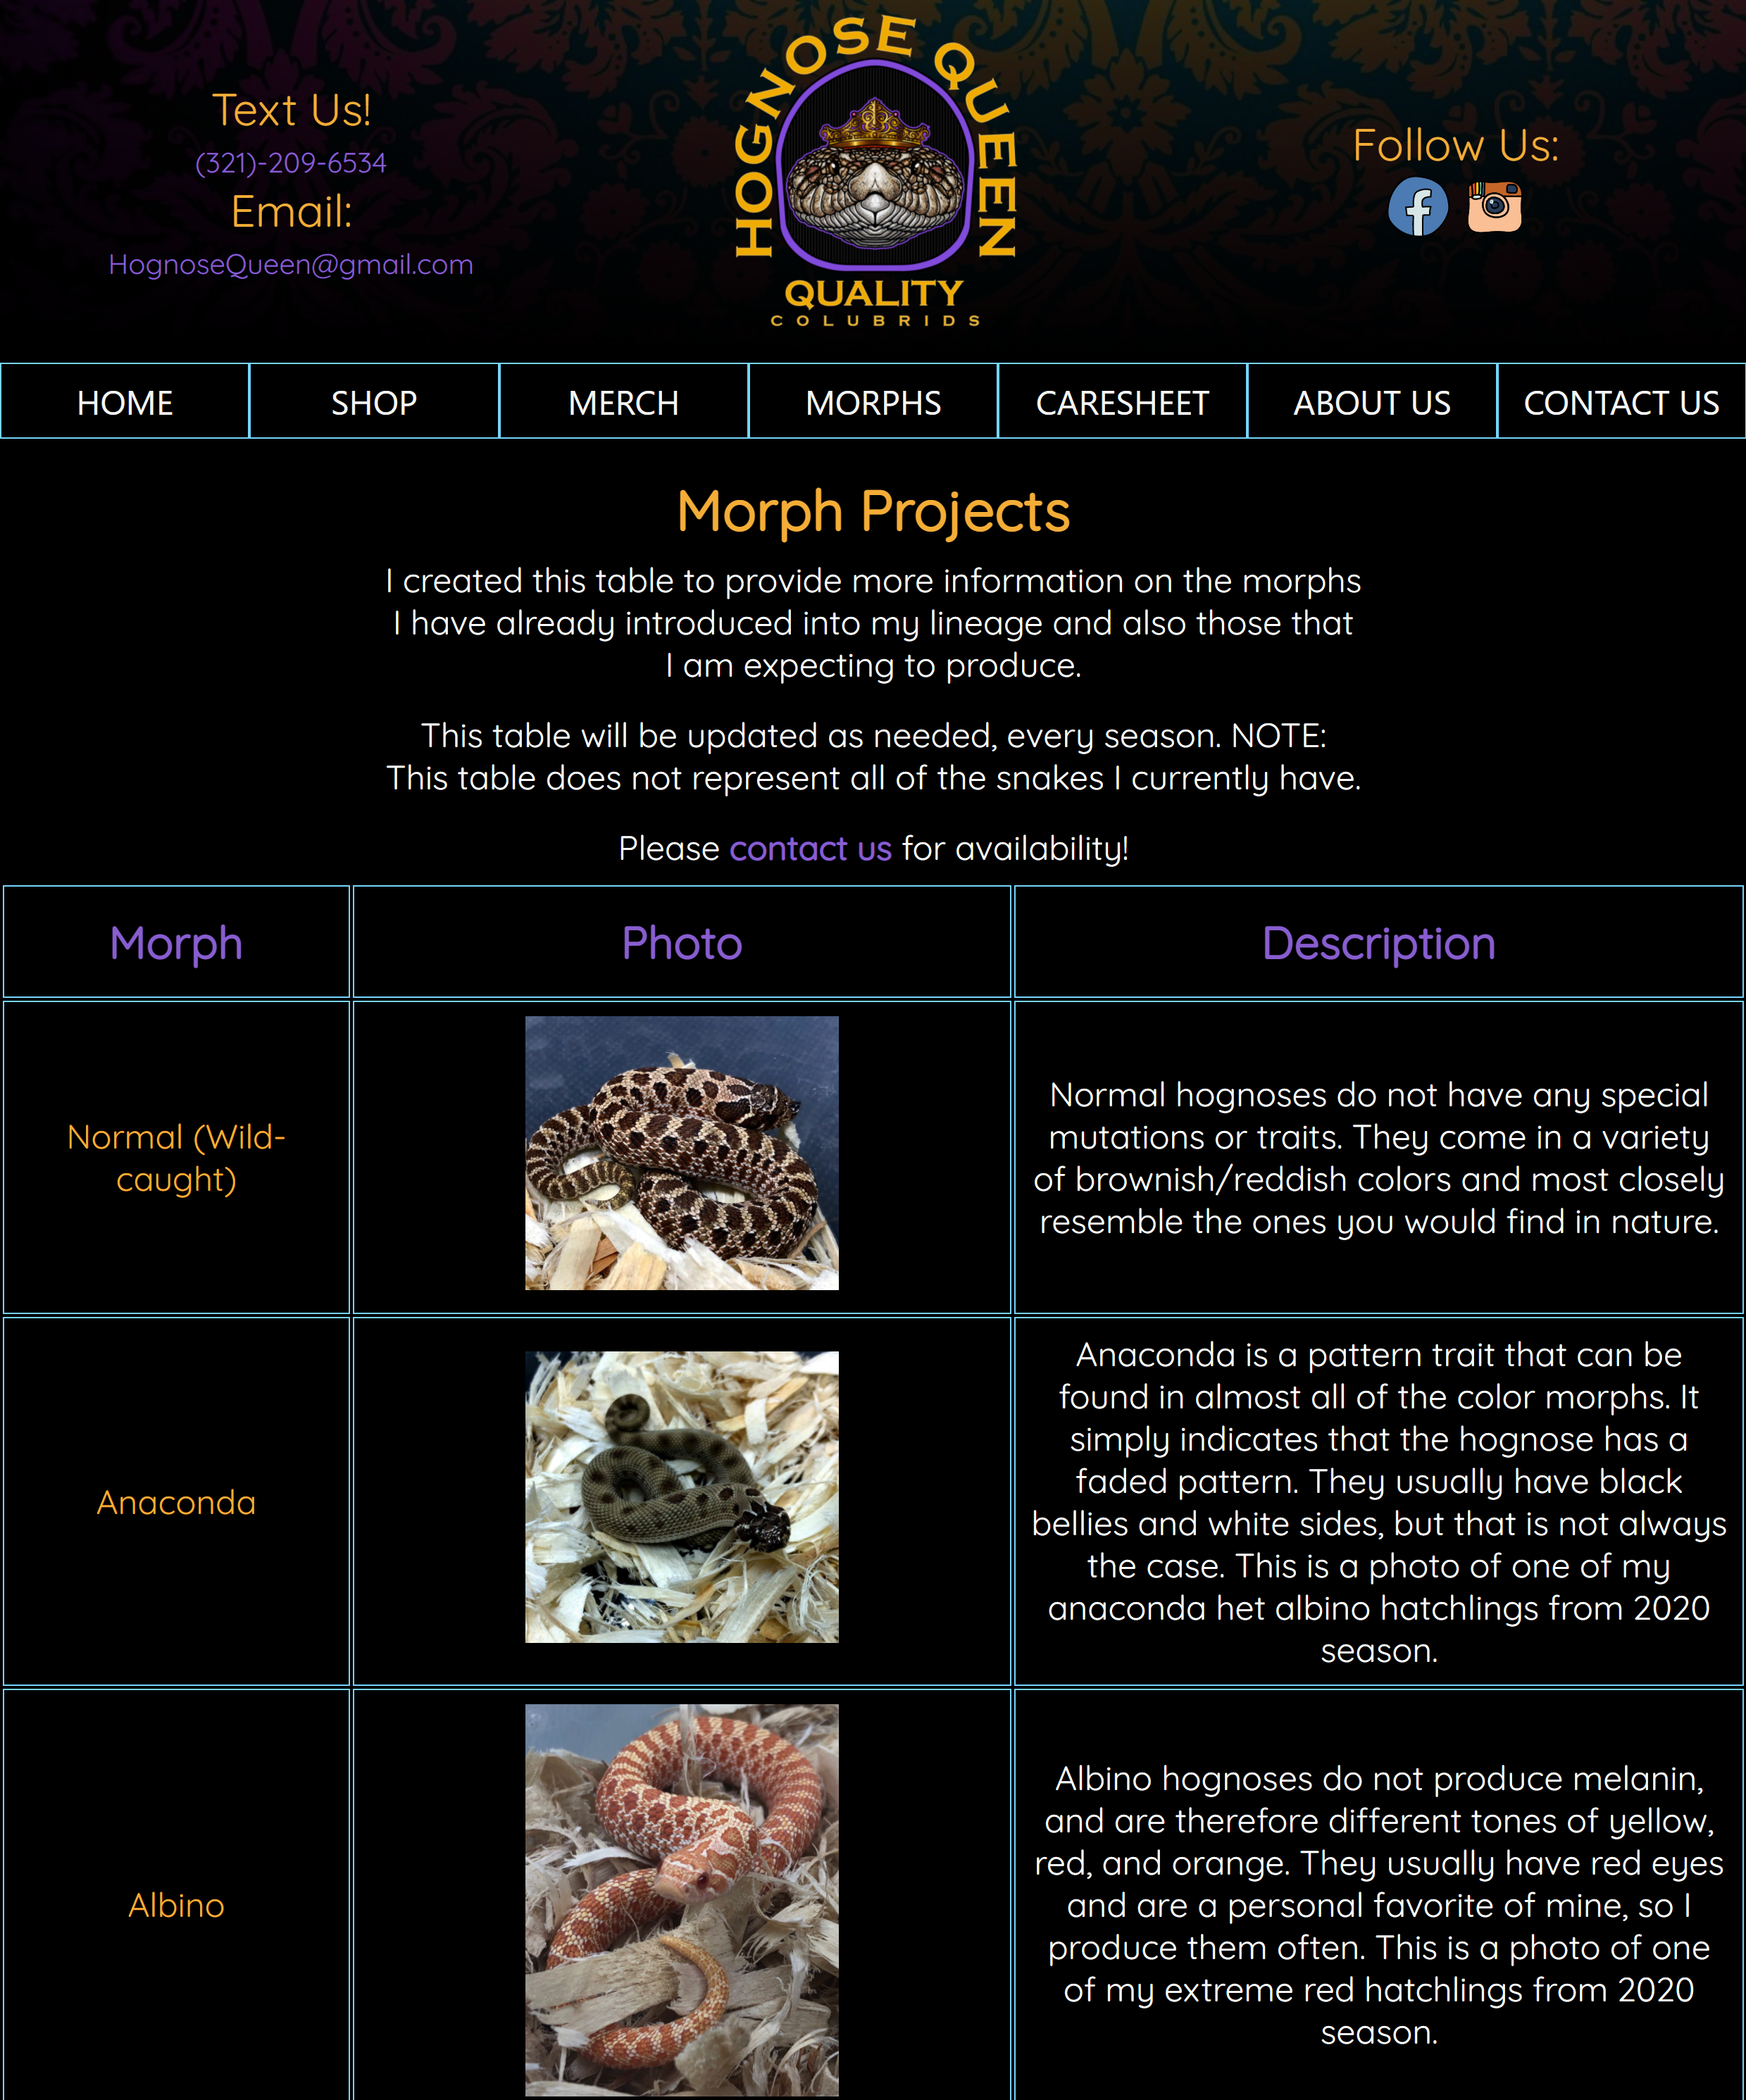 Text Us!
(321)-209-6534
Email:
HognoseQueen@gmail.com
HOGNOSE QUEEN
QUALITY
COLUBRIDS
Follow Us:
HOME
SHOP
MERCH
MORPHS
CARESHEET
ABOUT US
CONTACT US
Morph Projects
I created this table to provide more information on the morphs
I have already introduced into my lineage and also those that
I am expecting to produce.
This table will be updated as needed, every season. NOTE:
This table does not represent all of the snakes I currently have.
Please contact us for availability!
Morph
Photo
Description
Normal (Wild-
caught)
Normal hognoses do not have any special
mutations or traits. They come in a variety
of brownish/reddish colors and most closely
resemble the ones you would find in nature.
Anaconda
Anaconda is a pattern trait that can be
found in almost all of the color morphs. It
simply indicates that the hognose has a
faded pattern. They usually have black
bellies and white sides, but that is not always
the case. This is a photo of one of my
anaconda het albino hatchlings from 2020
season.
Albino
Albino hognoses do not produce melanin,
and are therefore different tones of yellow,
red, and orange. They usually have red eyes
and are a personal favorite of mine, so I
produce them often. This is a photo of one
of my extreme red hatchlings from 2020
season.